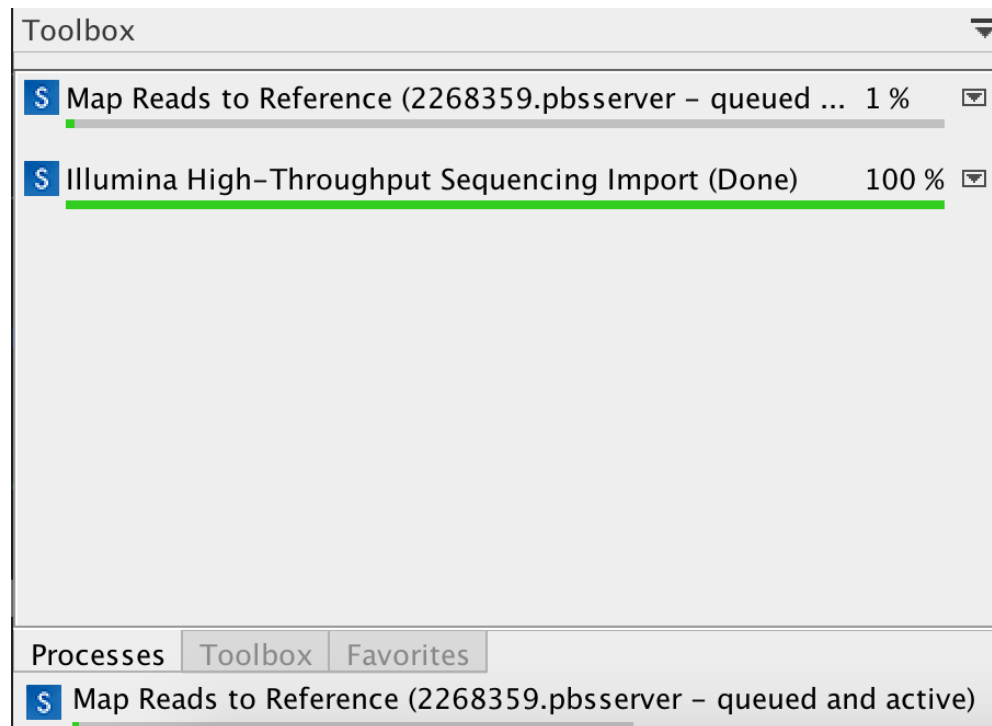 Toolbox
S Map Reads to Reference (2268359.pbsserver – queued ... 1 %
S Illumina High-Throughput Sequencing Import (Done) 100 %
Processes Toolbox Favorites
S Map Reads to Reference (2268359.pbsserver – queued and active)